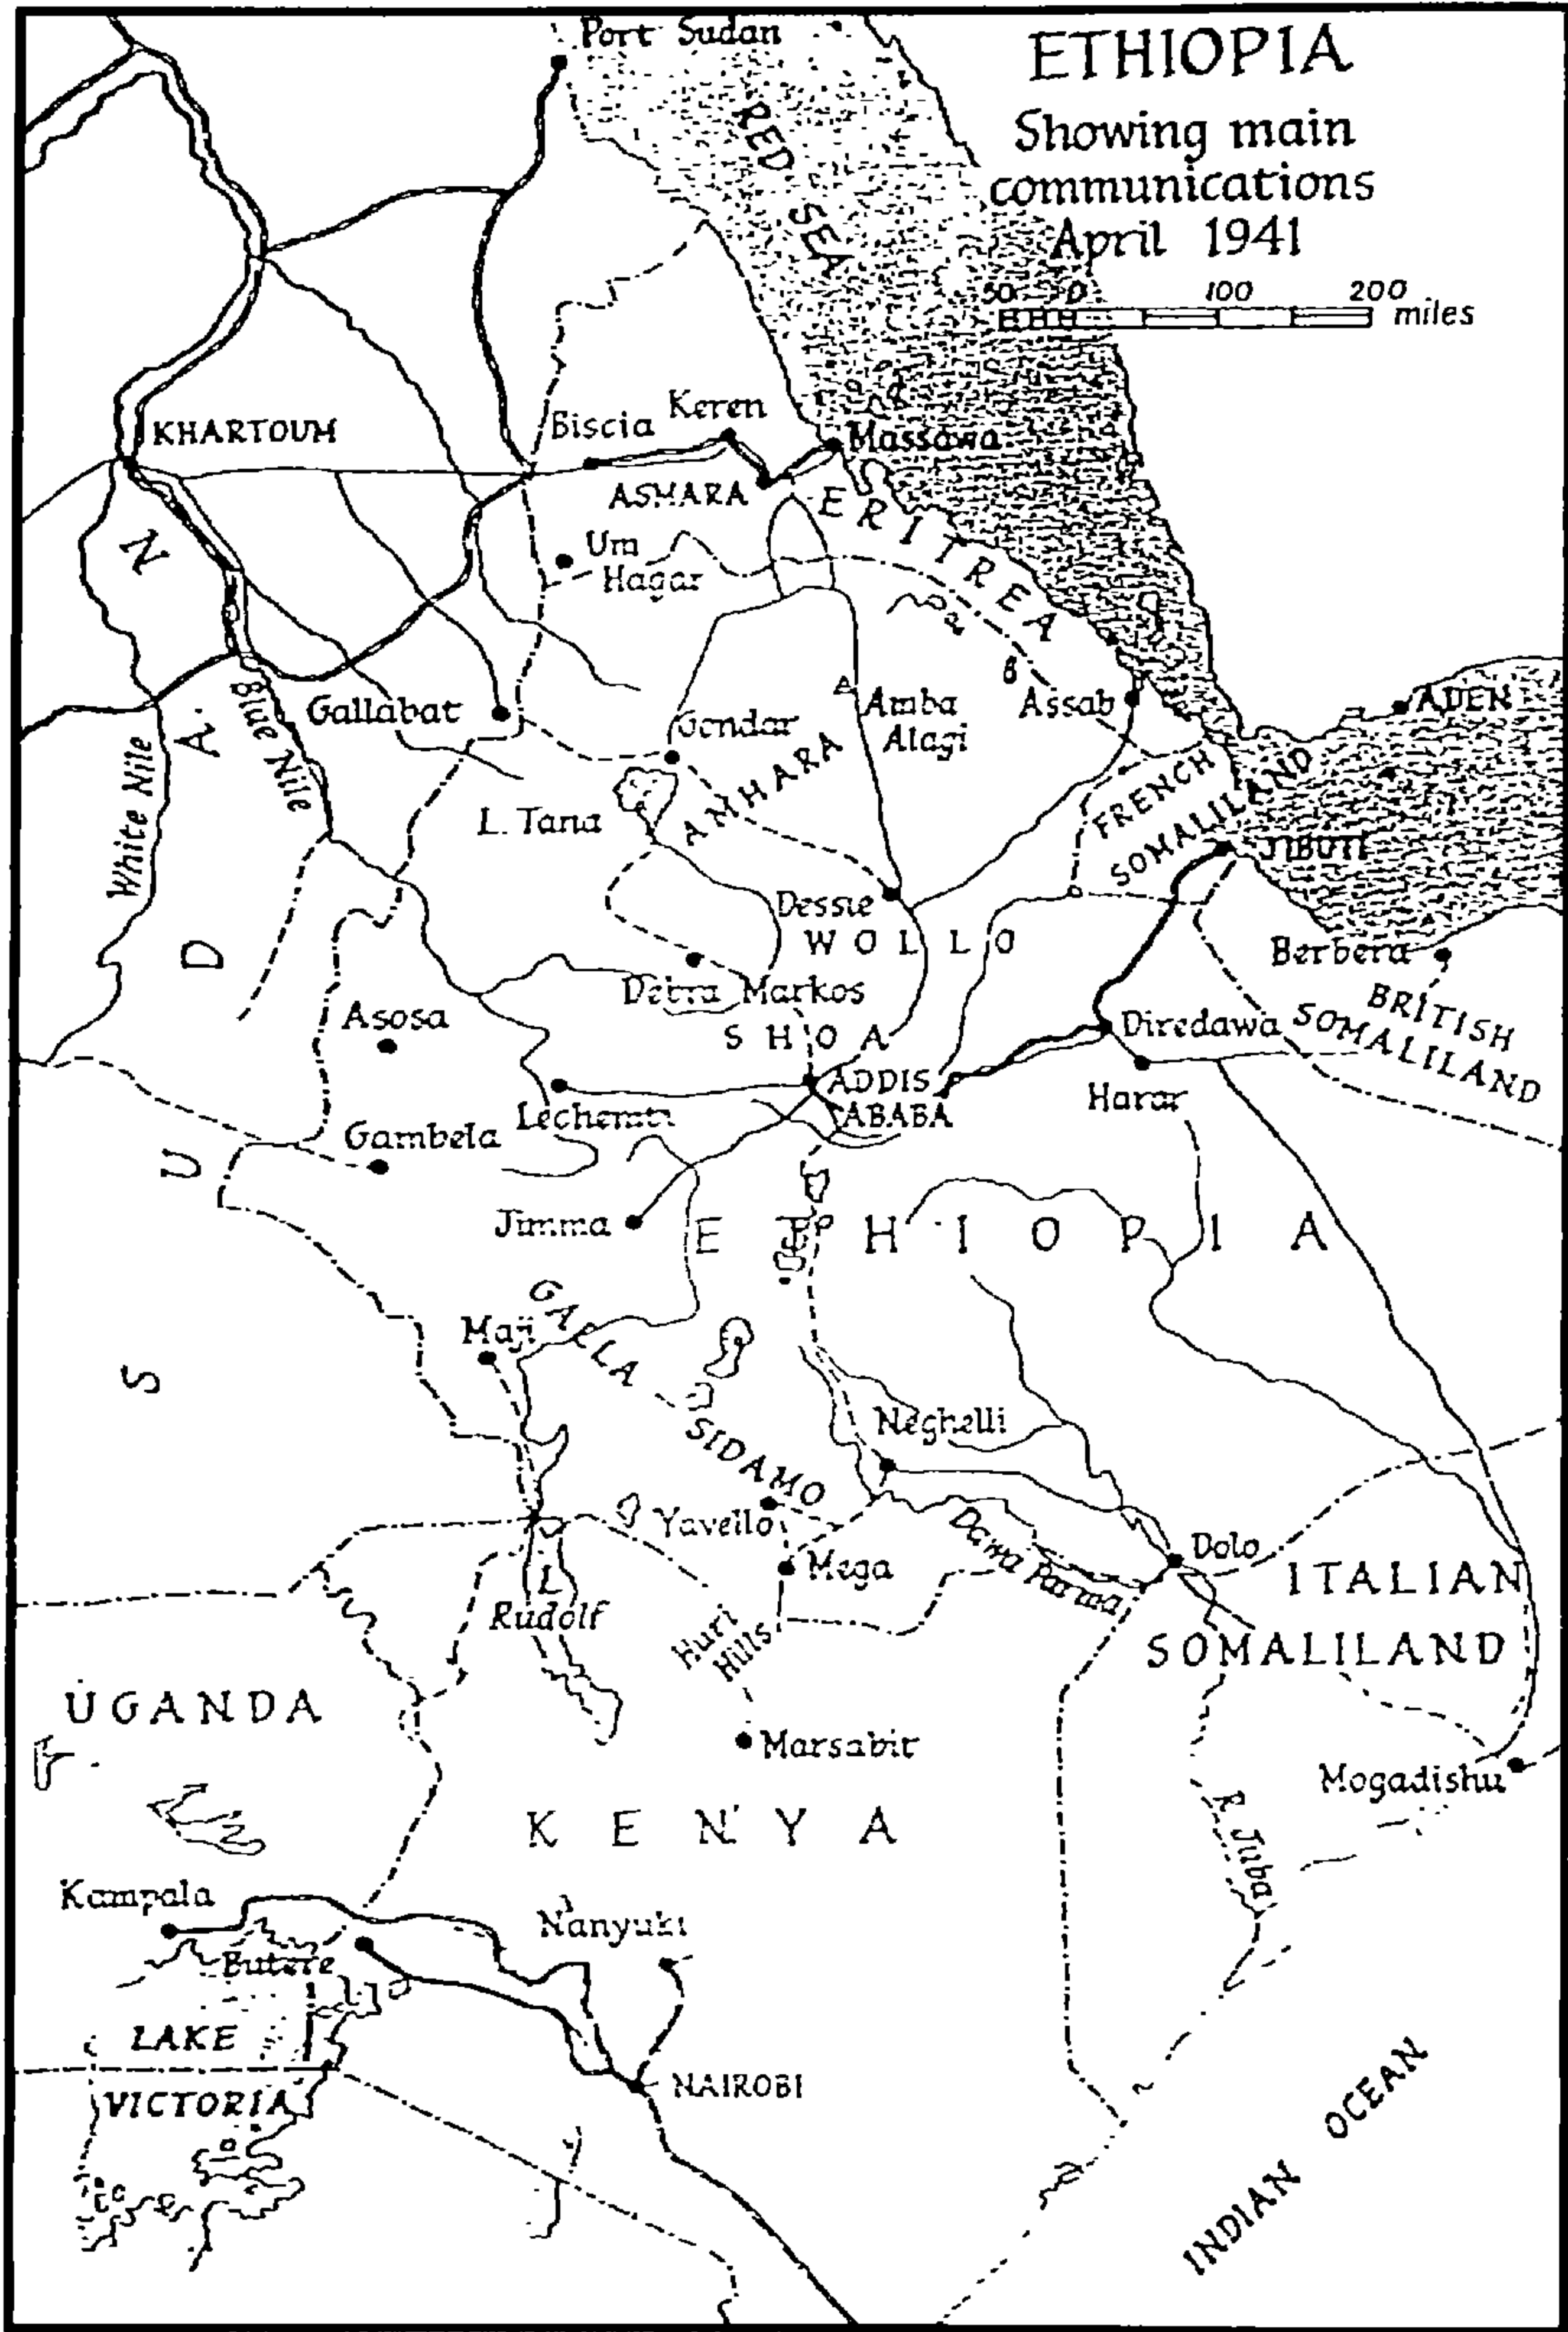 Port Sudan
ETHIOPIA
Showing main
communications
April 1941
RED SEA
50 0 100 200
miles
KHARTOUM
Biscia
Keren
Massawa
ASMARA
ERITREA
Um
Hagar
Gallabat
Blue Nile
White Nile
Gondar
Amba
Alagi
Assab
ADEN
L. Tana
AMHARA
FRENCH
SOMALILAND
JIBUTI
Dessie
WOLLO
Berbera
BRITISH
SOMALILAND
Debra Markos
Asosa
SHOA
Diredawa
ADDIS
ABABA
Harar
Lechemti
Gambela
SUDAN
Jimma
ETHIOPIA
Maji
GALLA
SIDAMO
Neghelli
Yavello
Mega
Dawa Parma
Dolo
ITALIAN
SOMALILAND
L.
Rudolf
Huri
Hills
UGANDA
Marsabit
Mogadishu
KENYA
R. Juba
Kampala
Butere
Nanyuki
LAKE
VICTORIA
NAIROBI
INDIAN OCEAN